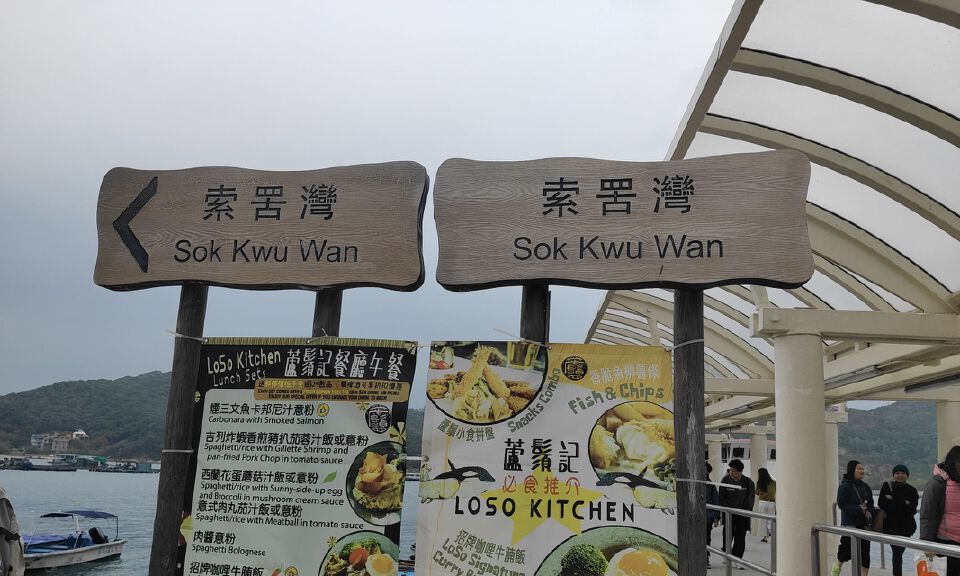 索罟灣
Sok Kwu Wan
索罟灣
Sok Kwu Wan
LoSo Kitchen 蘆鬚記餐廳午餐
Lunch Sets
煙三文魚卡邦尼汁意粉
Spaghetti Carbonara with Smoked Salmon
吉列炸蝦香煎豬扒茄蓉汁飯或意粉
Spaghetti/rice with Gillette Shrimp and
pan-fried Pork Chop in tomato sauce
西蘭花蛋蘑菇汁飯或意粉
Spaghetti/rice with Sunny-side-up egg
and Broccoli in mushroom cream sauce
意式肉丸茄汁飯或意粉
Spaghetti/rice with Meatball in tomato sauce
肉醬意粉
Spaghetti Bolognese
招牌咖喱牛腩飯
Snacks Combo
蘆鬚小食拼盤
香脆魚柳薯條
Fish & Chips
蘆鬚記
必食推介
LOSO KITCHEN
招牌咖喱牛腩飯
LoSo Signature